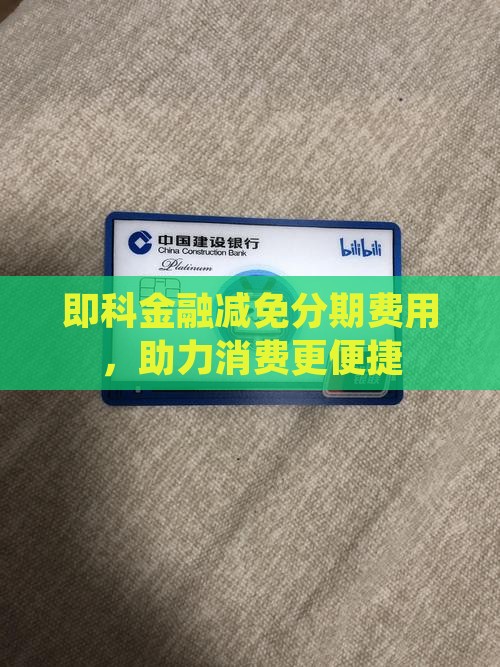 中国建设银行
China Construction Bank
bilibili
Platinum
即科金融减免分期费用
，助力消费更便捷